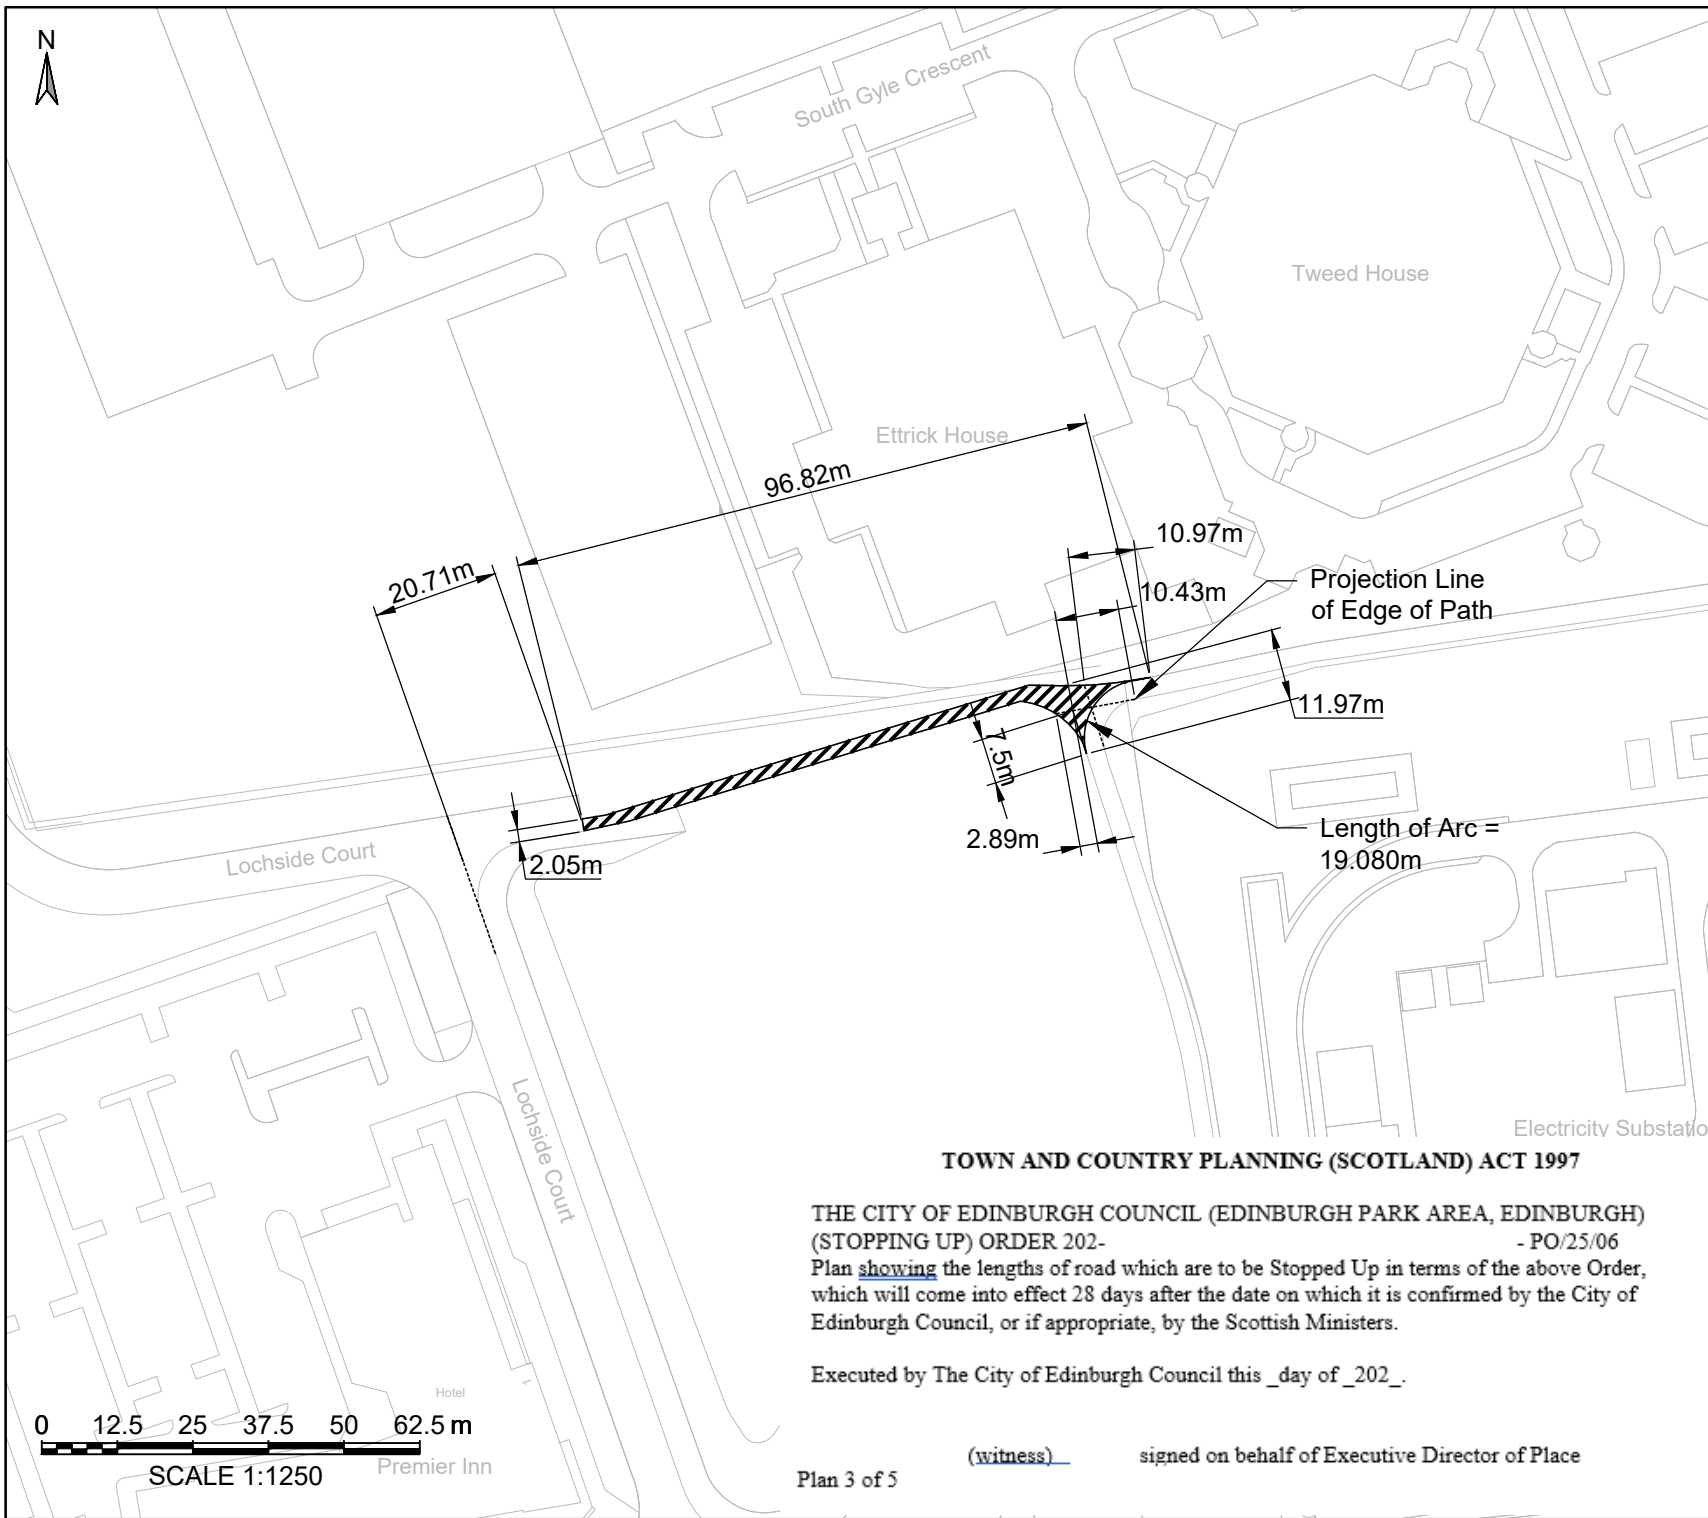 N
South Gyle Crescent
Tweed House
Ettrick House
96.82m
20.71m
10.97m
10.43m
Projection Line
of Edge of Path
11.97m
7.5m
2.89m
2.05m
Length of Arc =
19.080m
Lochside Court
Lochside Court
Electricity Substatio
TOWN AND COUNTRY PLANNING (SCOTLAND) ACT 1997
THE CITY OF EDINBURGH COUNCIL (EDINBURGH PARK AREA, EDINBURGH)
(STOPPING UP) ORDER 202- - PO/25/06
Plan showing the lengths of road which are to be Stopped Up in terms of the above Order,
which will come into effect 28 days after the date on which it is confirmed by the City of
Edinburgh Council, or if appropriate, by the Scottish Ministers.
Executed by The City of Edinburgh Council this _day of _202_.
(witness) signed on behalf of Executive Director of Place
Plan 3 of 5
Hotel
Premier Inn
0 12.5 25 37.5 50 62.5 m
SCALE 1:1250